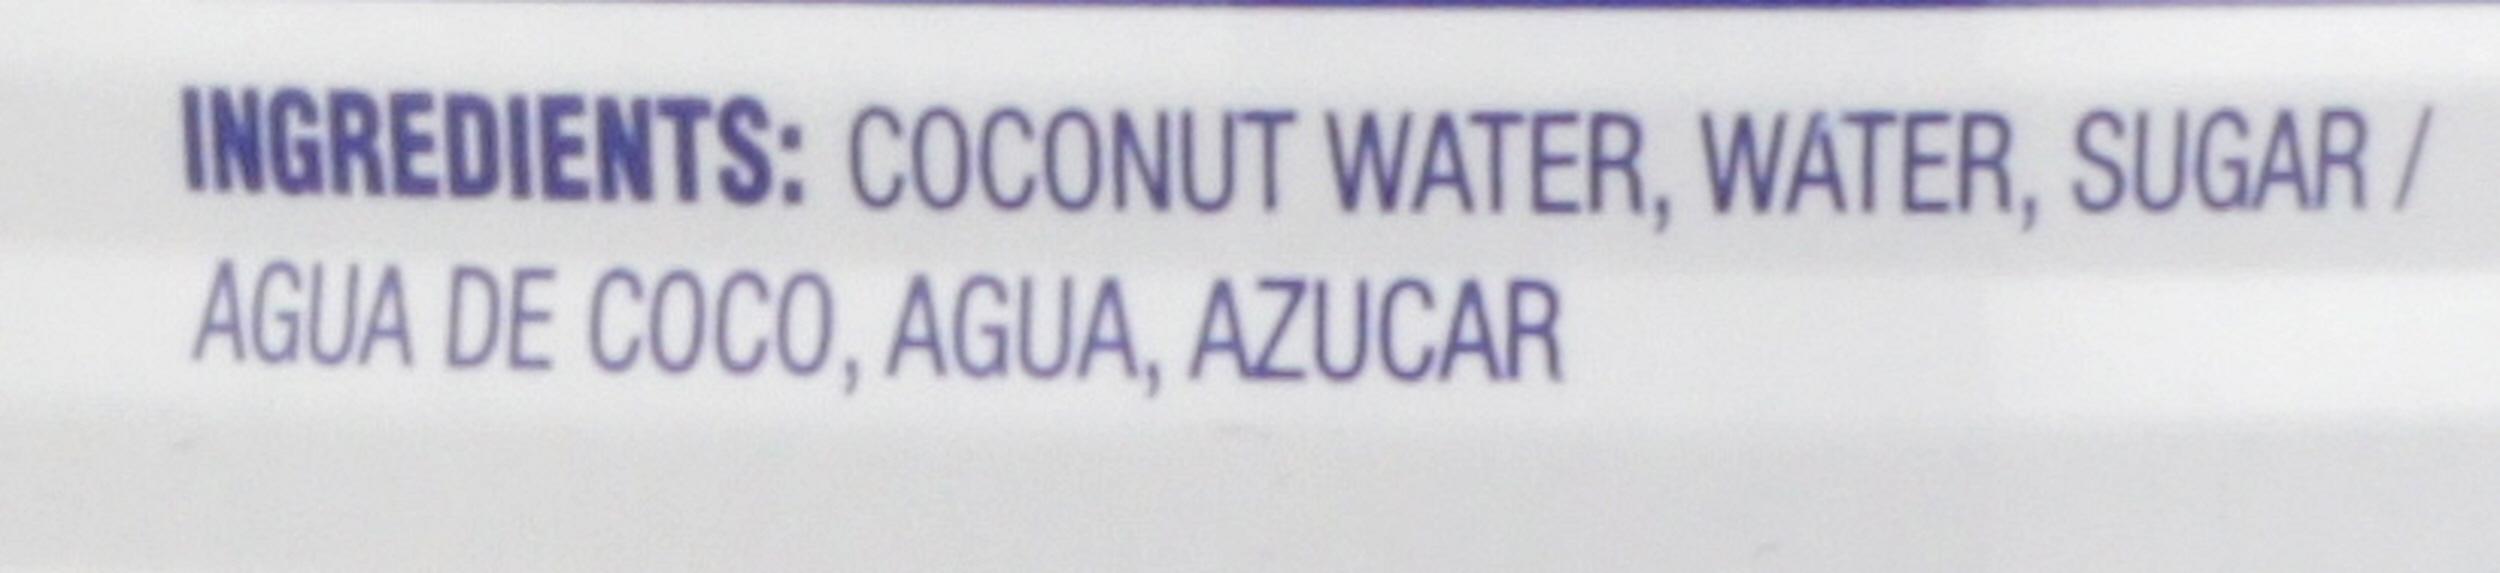 INGREDIENTS: COCONUT WATER, WATER, SUGAR /
AGUA DE COCO, AGUA, AZUCAR